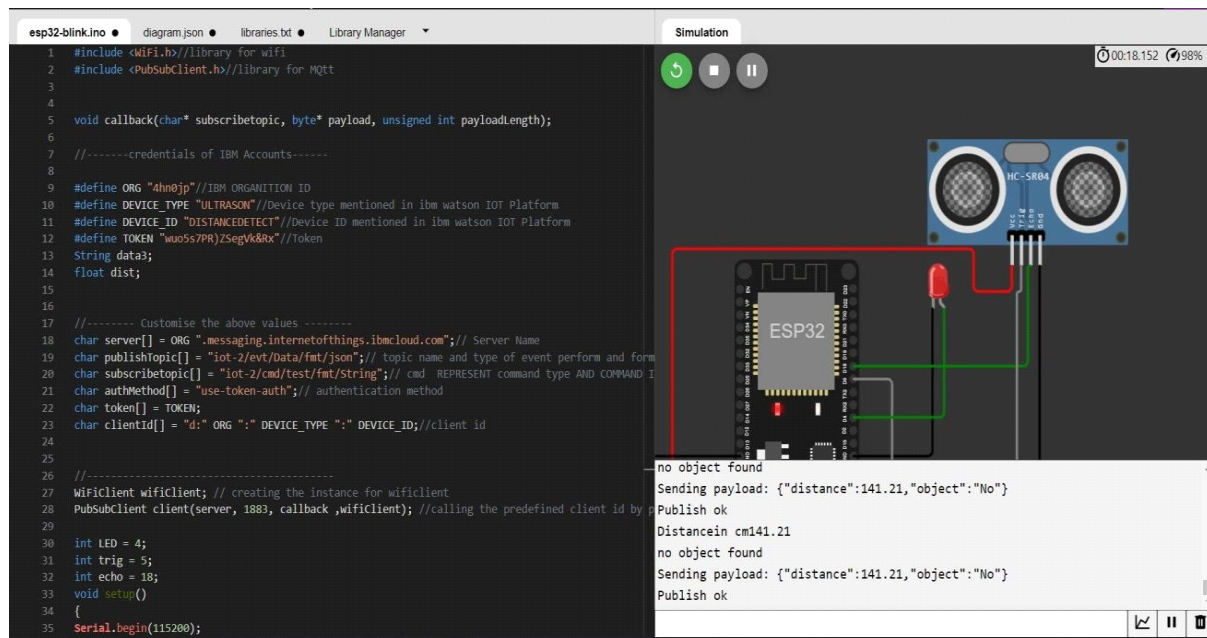 esp32-blink.ino ● diagram.json ● libraries.txt ● Library Manager ▼
1 #include <WiFi.h>//library for wifi
2 #include <PubSubClient.h>//library for MQtt
3
4
5 void callback(char* subscribetopic, byte* payload, unsigned int payloadLength);
6
7 //-------credentials of IBM Accounts------
8
9 #define ORG "4hn0jp"//IBM ORGANITION ID
10 #define DEVICE_TYPE "ULTRASON"//Device type mentioned in ibm watson IOT Platform
11 #define DEVICE_ID "DISTANCEDETECT"//Device ID mentioned in ibm watson IOT Platform
12 #define TOKEN "wuo5s7PR)ZSegVk&Rx"//Token
13 String data3;
14 float dist;
15
16
17 //-------- Customise the above values --------
18 char server[] = ORG ".messaging.internetofthings.ibmcloud.com";// Server Name
19 char publishTopic[] = "iot-2/evt/Data/fmt/json";// topic name and type of event perform and form
20 char subscribetopic[] = "iot-2/cmd/test/fmt/String";// cmd REPRESENT command type AND COMMAND I
21 char authMethod[] = "use-token-auth";// authentication method
22 char token[] = TOKEN;
23 char clientId[] = "d:" ORG ":" DEVICE_TYPE ":" DEVICE_ID;//client id
24
25
26 //-----------------------------------------
27 WiFiClient wifiClient; // creating the instance for wificlient
28 PubSubClient client(server, 1883, callback ,wifiClient); //calling the predefined client id by p
29
30 int LED = 4;
31 int trig = 5;
32 int echo = 18;
33 void setup()
34 {
35 Serial.begin(115200);
Simulation
00:18.152 98%
HC-SR04
Vcc
Trig
Echo
Gnd
ESP32
no object found
Sending payload: {"distance":141.21,"object":"No"}
Publish ok
Distancein cm141.21
no object found
Sending payload: {"distance":141.21,"object":"No"}
Publish ok